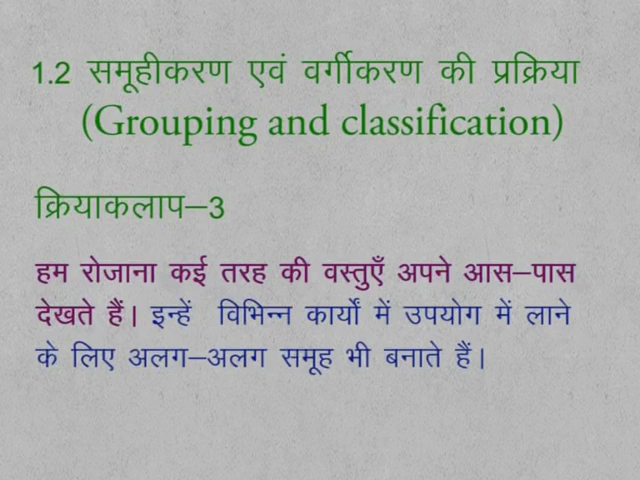 1.2 समूहीकरण एवं वर्गीकरण की प्रक्रिया
(Grouping and classification)
क्रियाकलाप–3
हम रोजाना कई तरह की वस्तुएँ अपने आस–पास
देखते हैं। इन्हें विभिन्न कार्यों में उपयोग में लाने
के लिए अलग–अलग समूह भी बनाते हैं।